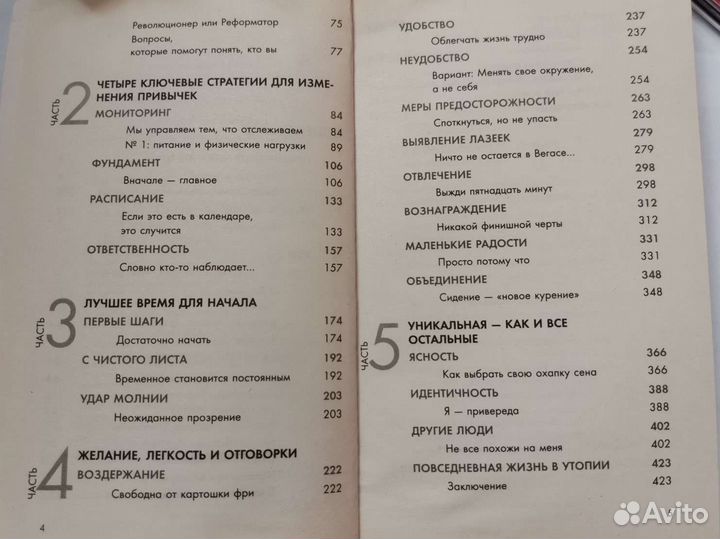 Революционер или Реформатор 75
Вопросы,
которые помогут понять, кто вы 77
ЧАСТЬ 2
ЧЕТЫРЕ КЛЮЧЕВЫЕ СТРАТЕГИИ ДЛЯ ИЗМЕ-
НЕНИЯ ПРИВЫЧЕК
МОНИТОРИНГ 84
Мы управляем тем, что отслеживаем 84
№ 1: питание и физические нагрузки 89
ФУНДАМЕНТ 106
Вначале — главное 106
РАСПИСАНИЕ 133
Если это есть в календаре,
это случится 133
ОТВЕТСТВЕННОСТЬ 157
Словно кто-то наблюдает... 157
ЧАСТЬ 3
ЛУЧШЕЕ ВРЕМЯ ДЛЯ НАЧАЛА
ПЕРВЫЕ ШАГИ 174
Достаточно начать 174
С ЧИСТОГО ЛИСТА 192
Временное становится постоянным 192
УДАР МОЛНИИ 203
Неожиданное прозрение 203
ЧАСТЬ 4
ЖЕЛАНИЕ, ЛЕГКОСТЬ И ОТГОВОРКИ
ВОЗДЕРЖАНИЕ 222
Свободна от картошки фри 222
4
УДОБСТВО 237
Облегчать жизнь трудно 237
НЕУДОБСТВО 254
Вариант: Менять свое окружение,
а не себя 254
МЕРЫ ПРЕДОСТОРОЖНОСТИ 263
Споткнуться, но не упасть 263
ВЫЯВЛЕНИЕ ЛАЗЕЕК 279
Ничто не остается в Вегасе... 279
ОТВЛЕЧЕНИЕ 298
Выжди пятнадцать минут 298
ВОЗНАГРАЖДЕНИЕ 312
Никакой финишной черты 312
МАЛЕНЬКИЕ РАДОСТИ 331
Просто потому что 331
ОБЪЕДИНЕНИЕ 348
Сидение — «новое курение» 348
ЧАСТЬ 5
УНИКАЛЬНАЯ — КАК И ВСЕ
ОСТАЛЬНЫЕ
ЯСНОСТЬ 366
Как выбрать свою охапку сена 366
ИДЕНТИЧНОСТЬ 388
Я — привереда 388
ДРУГИЕ ЛЮДИ 402
Не все похожи на меня 402
ПОВСЕДНЕВНАЯ ЖИЗНЬ В УТОПИИ 423
Заключение 423
Avito